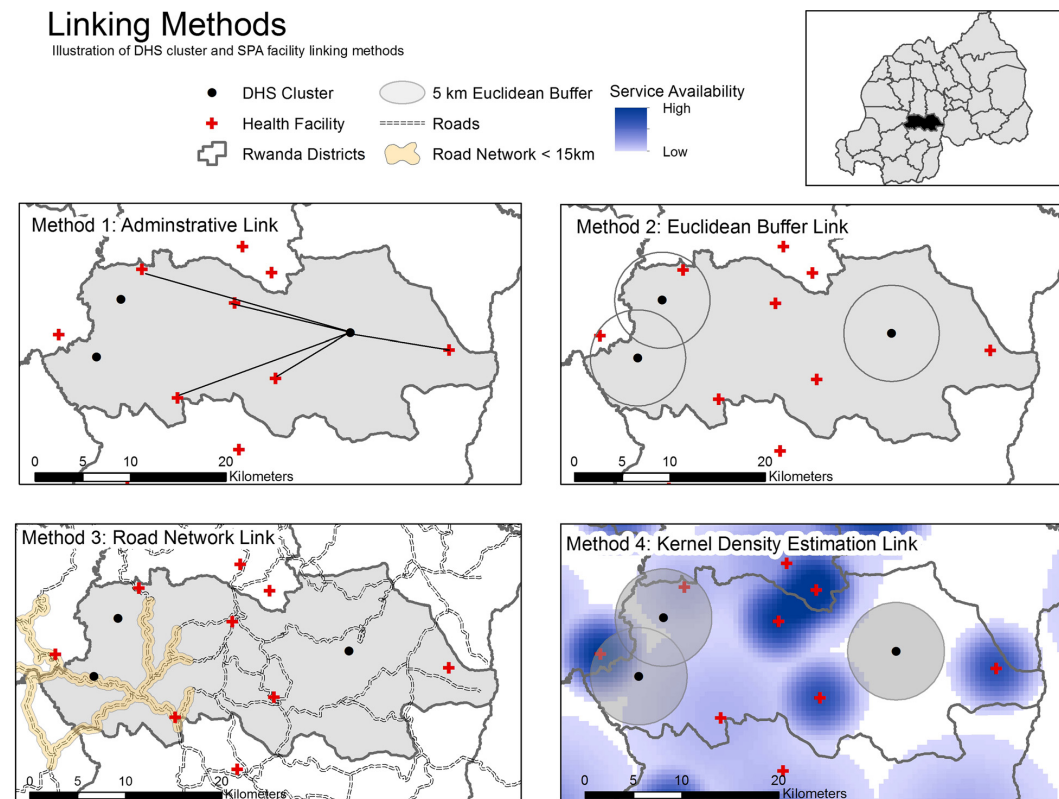 Linking Methods
Illustration of DHS cluster and SPA facility linking methods
DHS Cluster
Health Facility
Rwanda Districts
5 km Euclidean Buffer
Roads
Road Network < 15km
Service Availability
High
Low
Method 1: Adminstrative Link
0 5 10 20
Kilometers
Method 2: Euclidean Buffer Link
0 5 10 20
Kilometers
Method 3: Road Network Link
0 5 10 20
Kilometers
Method 4: Kernel Density Estimation Link
0 5 10 20
Kilometers